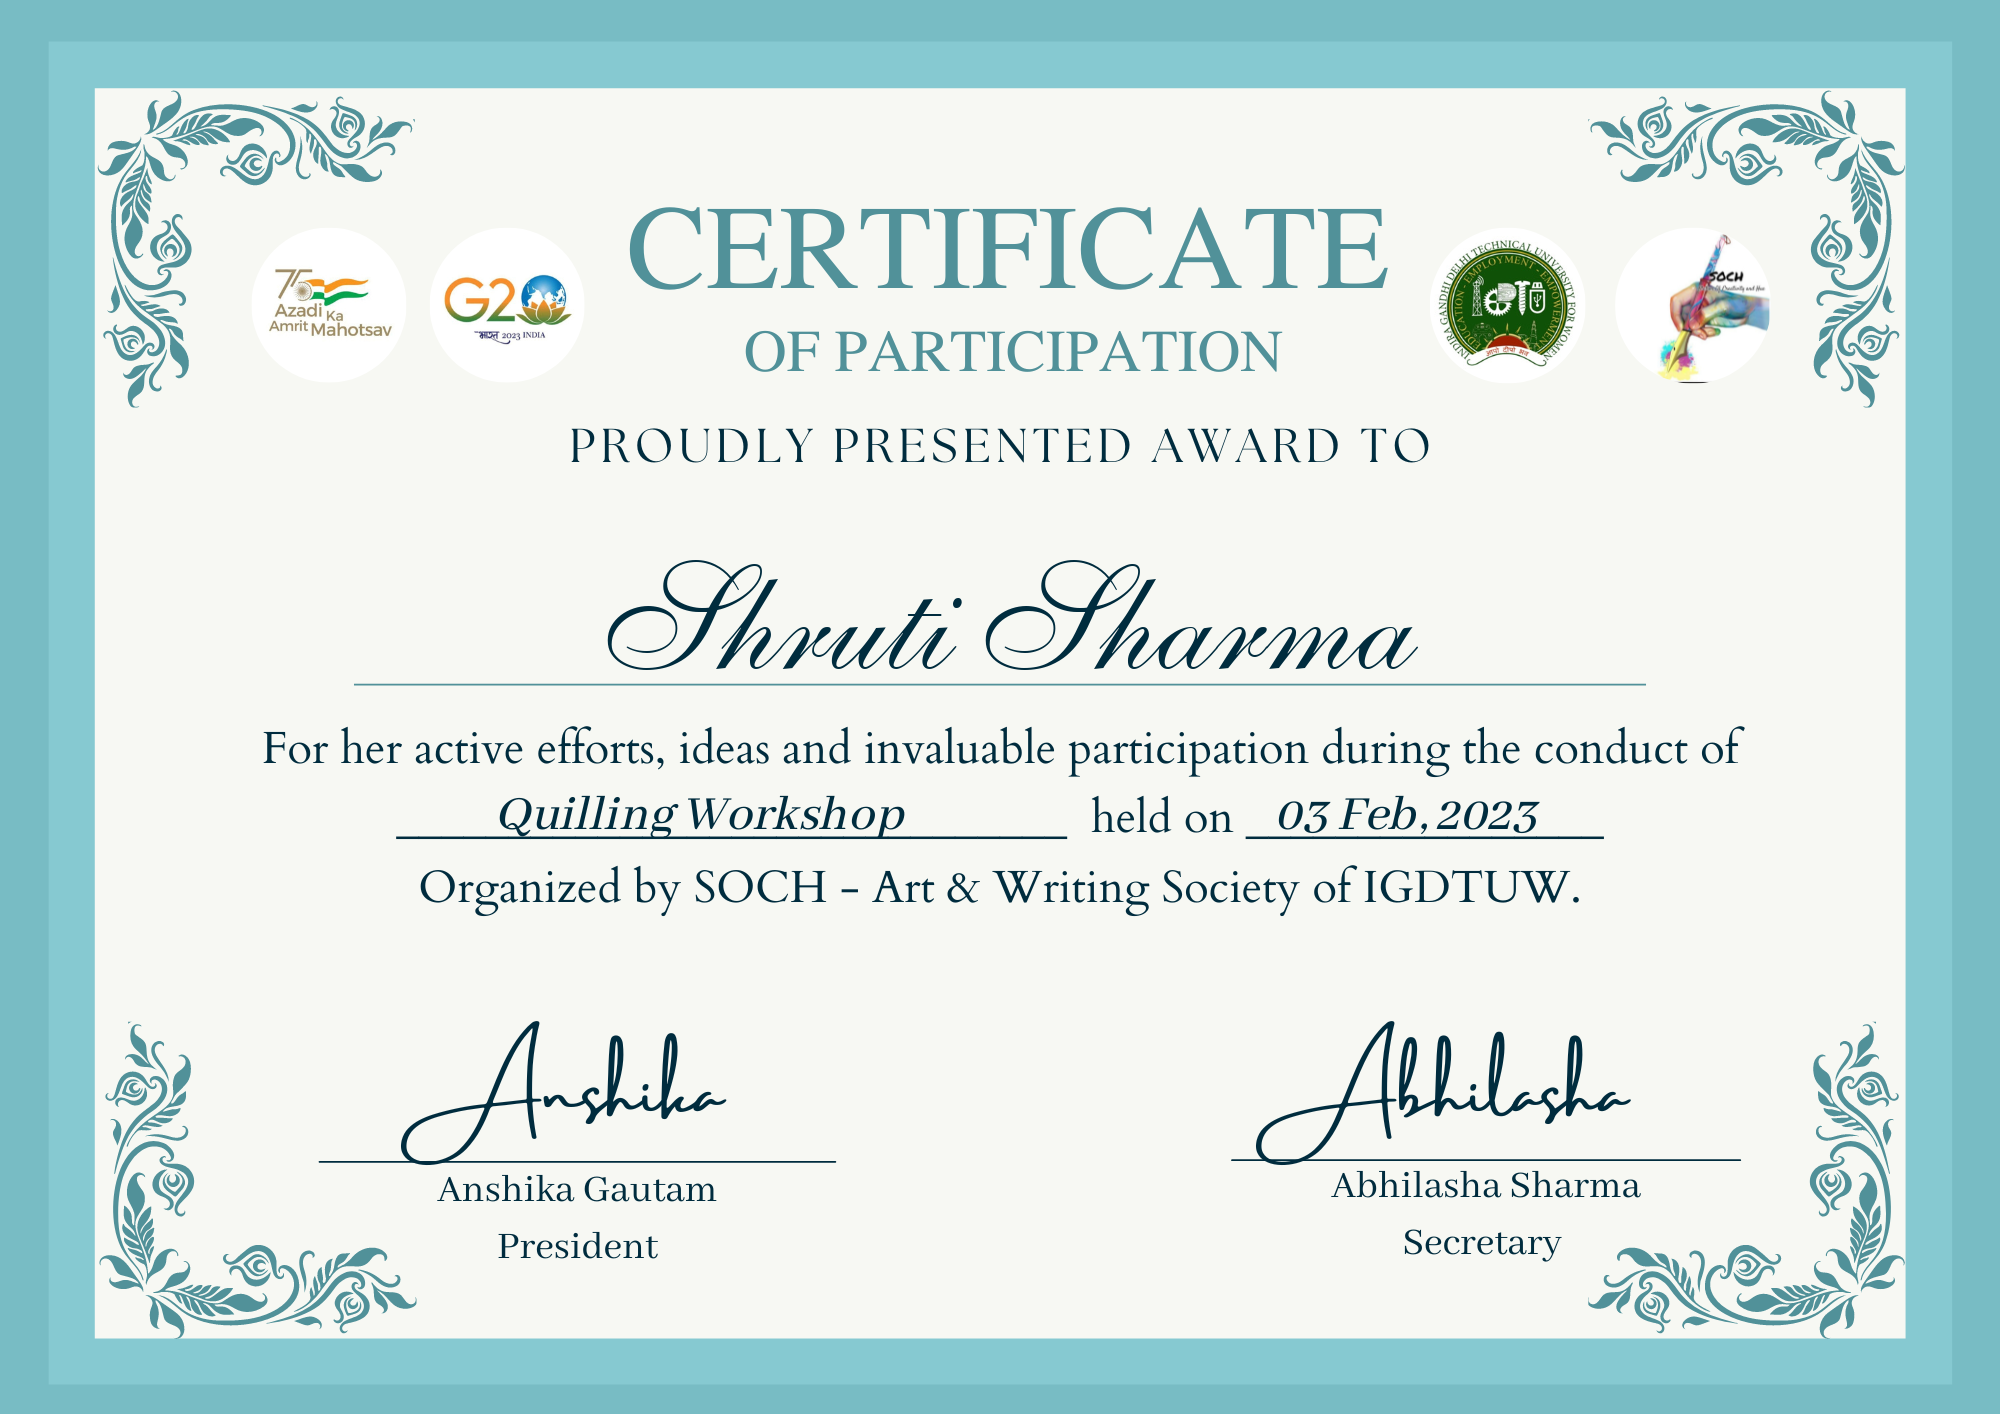 CERTIFICATE
OF PARTICIPATION
75
Azadi Ka
Amrit Mahotsav
G20
भारत 2023 INDIA
INDIRA GANDHI DELHI TECHNICAL UNIVERSITY FOR WOMEN
EDUCATION - EMPLOYMENT - EMPOWERMENT
SOCH
PROUDLY PRESENTED AWARD TO
Shruti Sharma
For her active efforts, ideas and invaluable participation during the conduct of
Quilling Workshop held on 03 Feb, 2023
Organized by SOCH - Art & Writing Society of IGDTUW.
Anshika
Anshika Gautam
President
Abhilasha
Abhilasha Sharma
Secretary